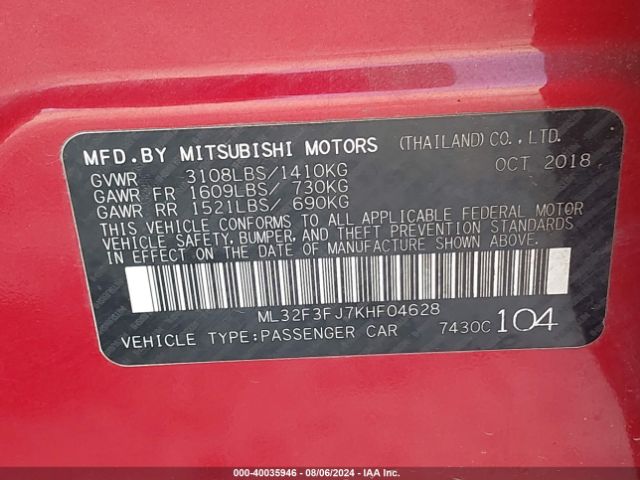 MFD.BY MITSUBISHI MOTORS (THAILAND) CO., LTD.
GVWR 3108LBS/1410KG OCT 2018
GAWR FR 1609LBS/ 730KG
GAWR RR 1521LBS/ 690KG
THIS VEHICLE CONFORMS TO ALL APPLICABLE FEDERAL MOTOR
VEHICLE SAFETY, BUMPER, AND THEFT PREVENTION STANDARDS
IN EFFECT ON THE DATE OF MANUFACTURE SHOWN ABOVE.
ML32F3FJ7KHF04628
VEHICLE TYPE:PASSENGER CAR 7430C 104
000-40035946 - 08/06/2024 - IAA Inc.